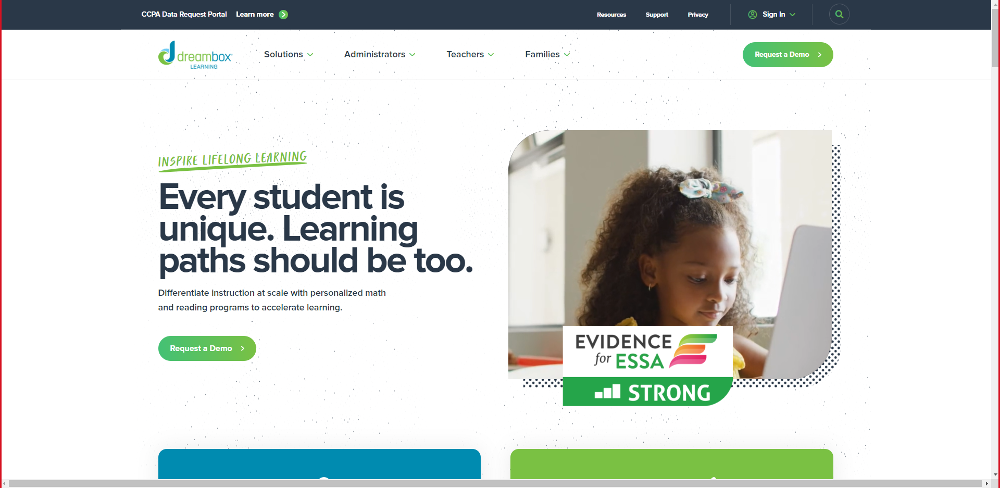 CCPA Data Request Portal Learn more
Resources Support Privacy Sign In
dreambox
LEARNING
Solutions Administrators Teachers Families
Request a Demo
INSPIRE LIFELONG LEARNING
Every student is
unique. Learning
paths should be too.
Differentiate instruction at scale with personalized math
and reading programs to accelerate learning.
Request a Demo
EVIDENCE
for ESSA
STRONG